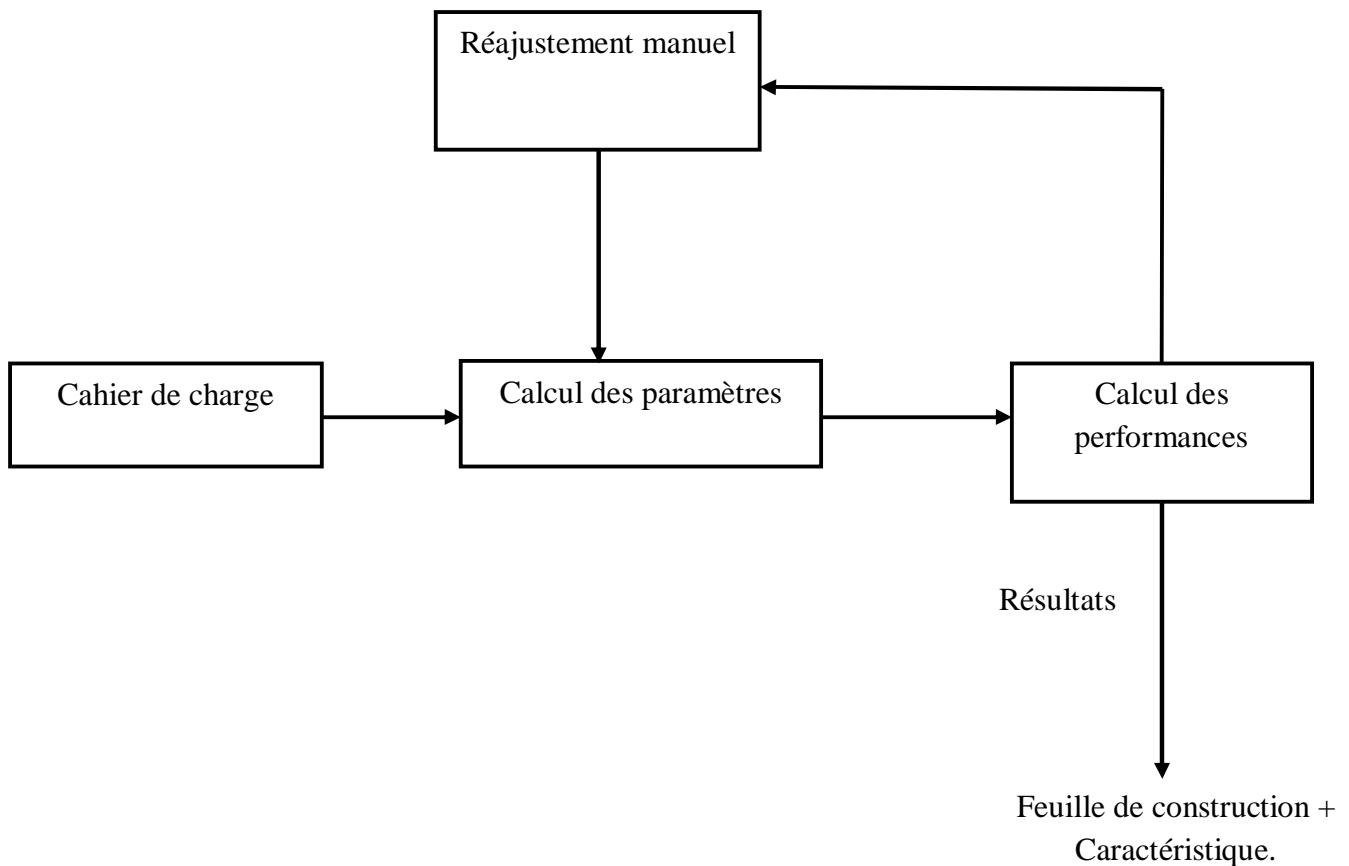 Réajustement manuel
Cahier de charge
Calcul des paramètres
Calcul des
performances
Résultats
Feuille de construction +
Caractéristique.